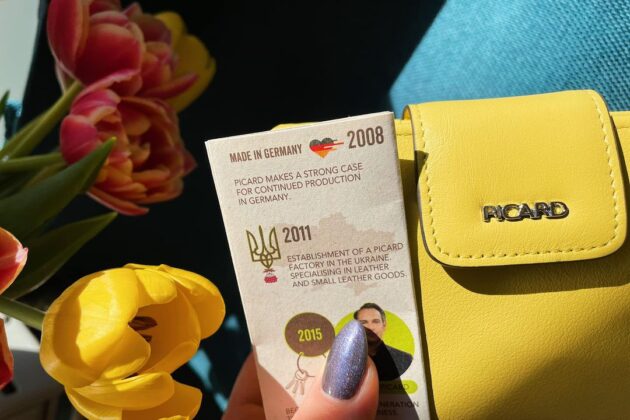 MADE IN GERMANY 2008
PICARD MAKES A STRONG CASE
FOR CONTINUED PRODUCTION
IN GERMANY.
2011
ESTABLISHMENT OF A PICARD
FACTORY IN THE UKRAINE.
SPECIALISING IN LEATHER
AND SMALL LEATHER GOODS.
2015
PICARD